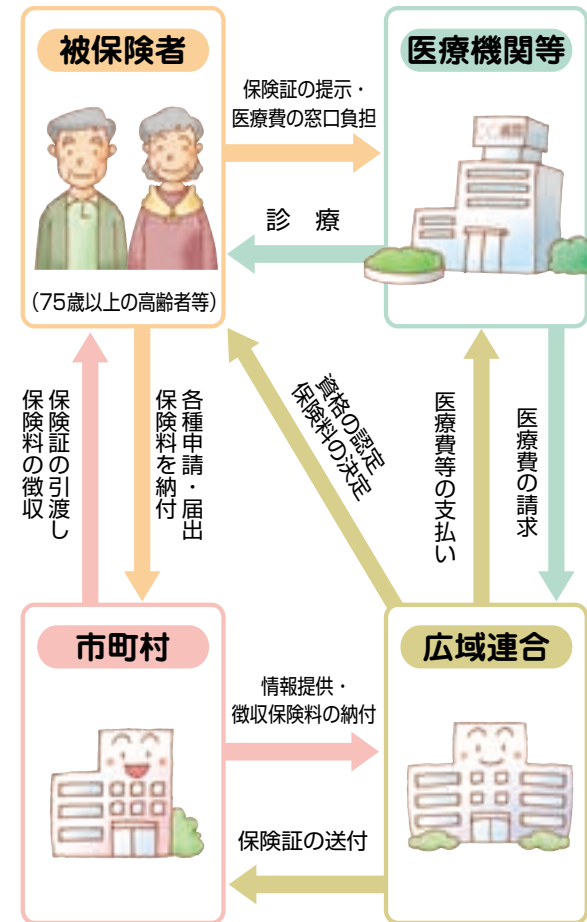 被保険者
医療機関等
保険証の提示・
医療費の窓口負担
診　療
（75歳以上の高齢者等）
保険証の引渡し
保険料の徴収
各種申請・届出
保険料を納付
資格の認定
保険料の決定
医療費等の支払い
医療費の請求
市町村
広域連合
情報提供・
徴収保険料の納付
保険証の送付